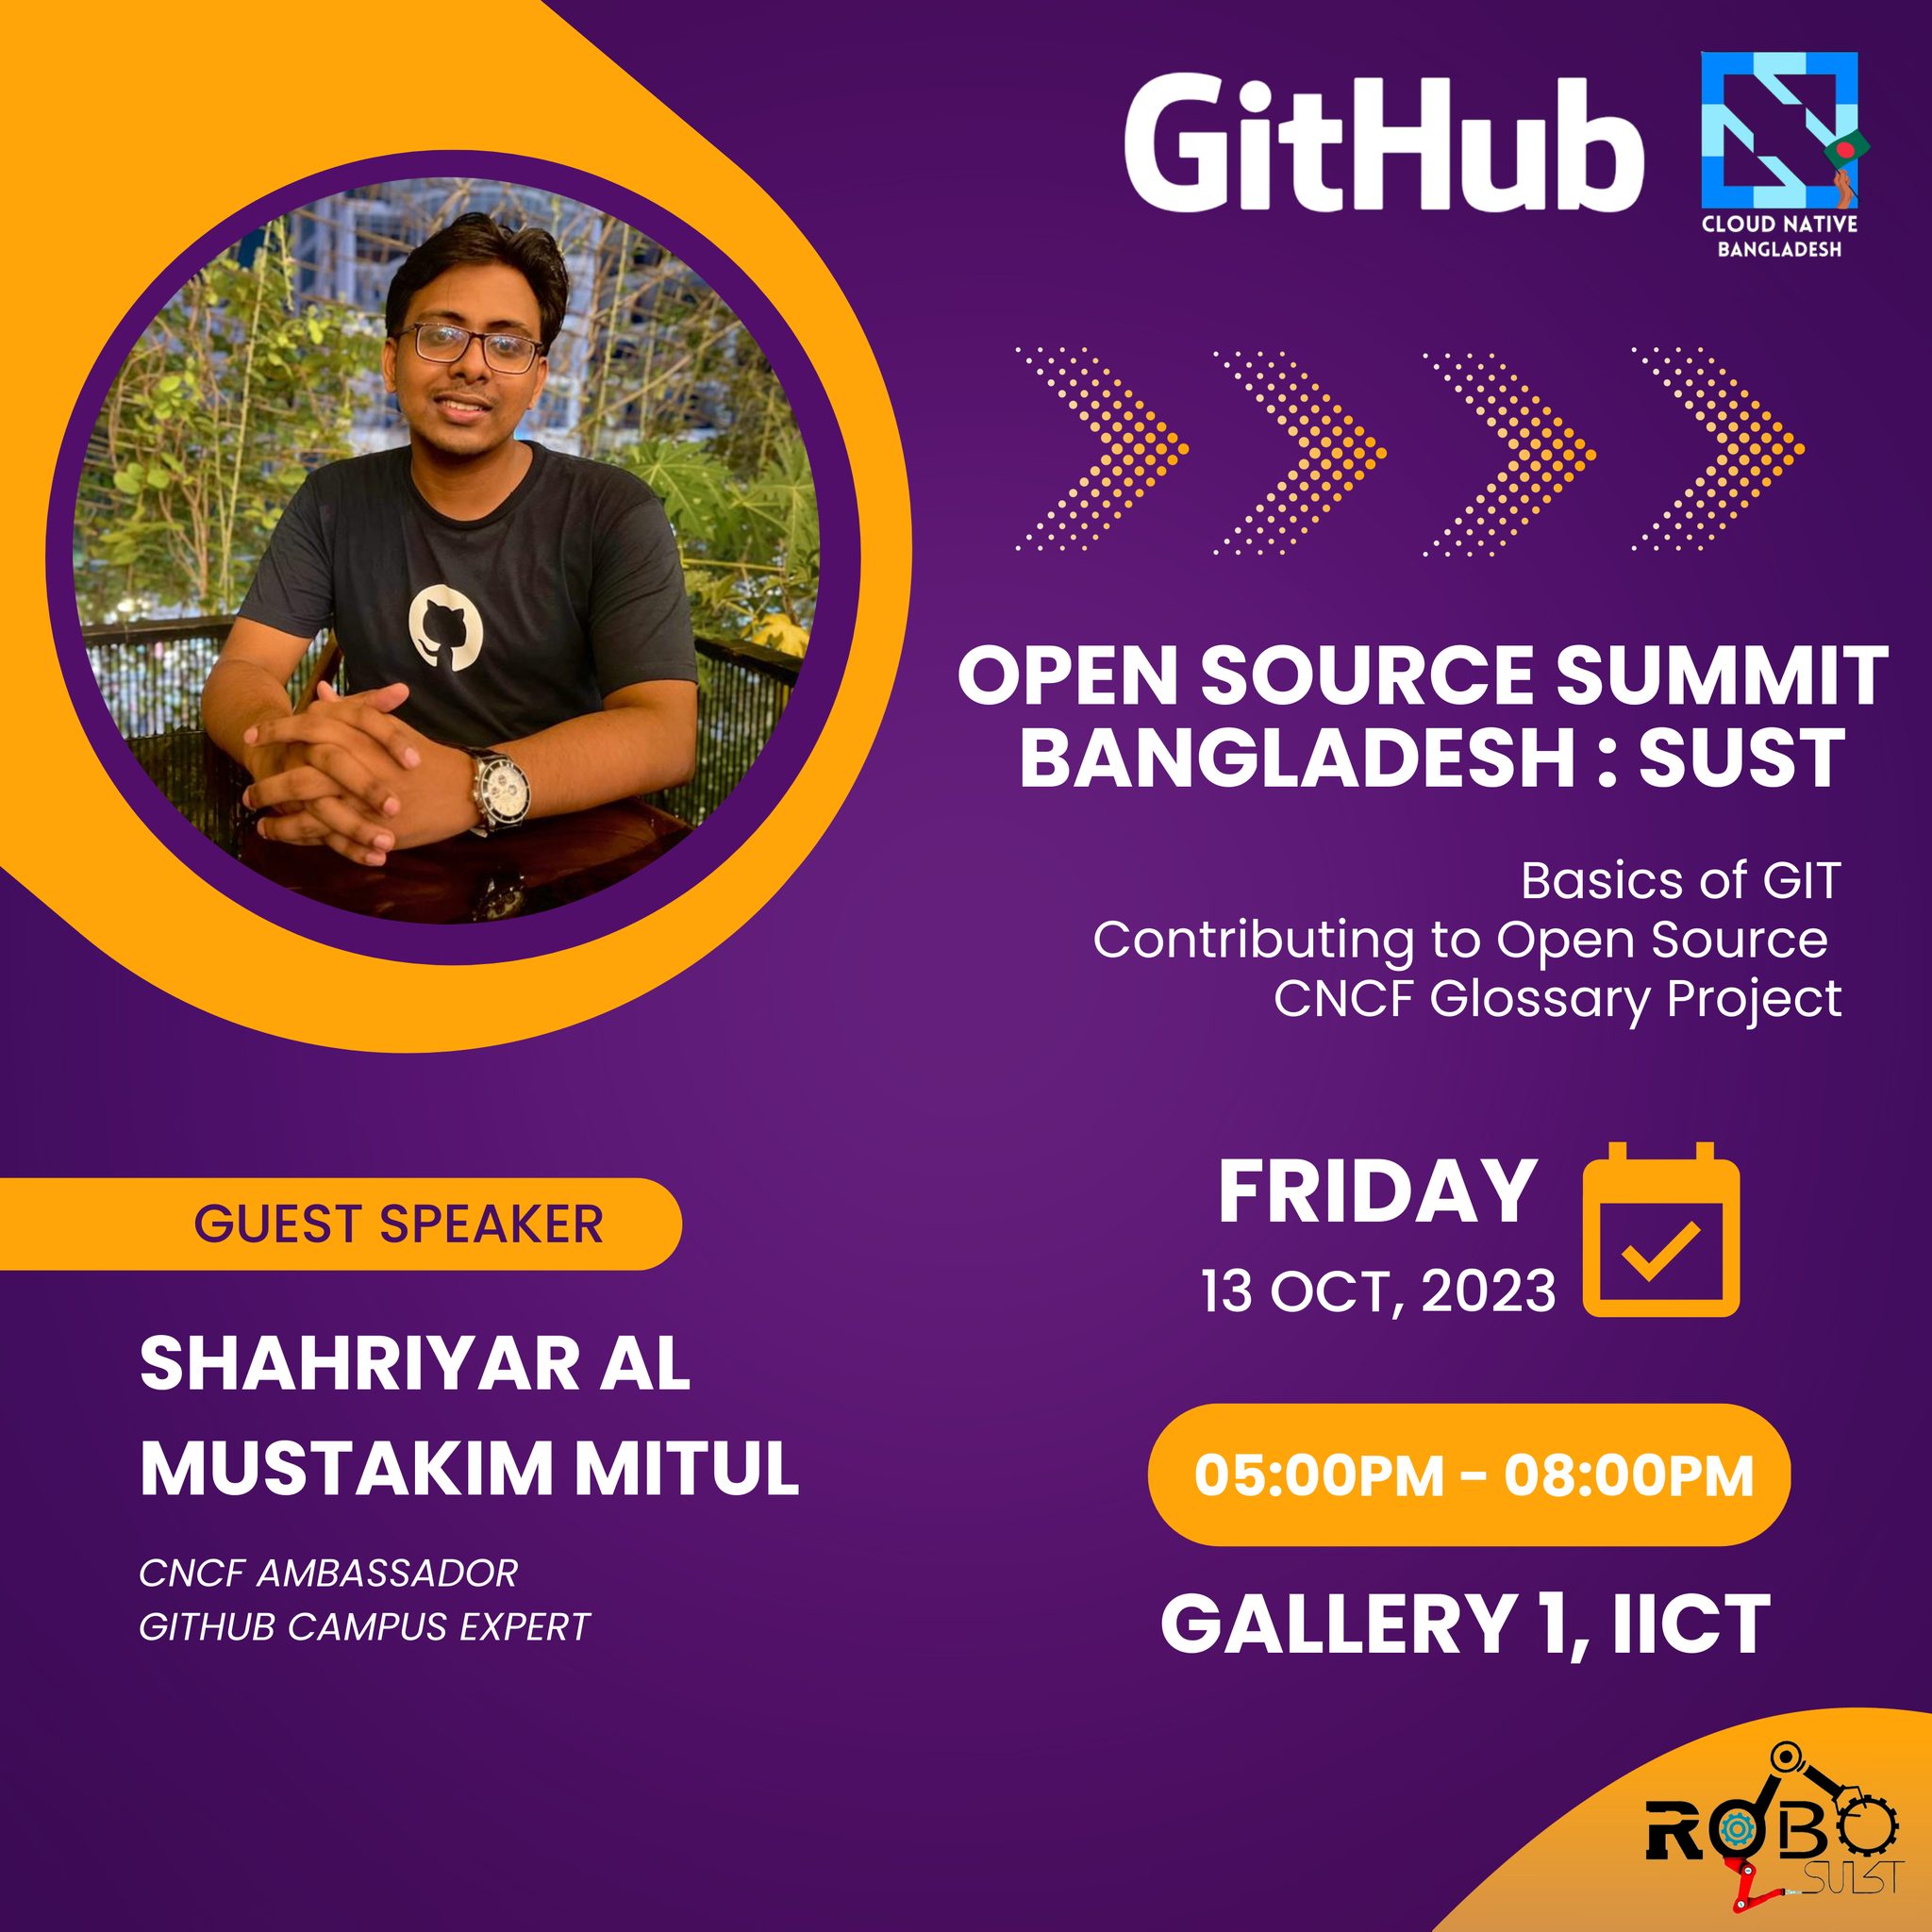 GitHub
CLOUD NATIVE
BANGLADESH
OPEN SOURCE SUMMIT
BANGLADESH : SUST
Basics of GIT
Contributing to Open Source
CNCF Glossary Project
GUEST SPEAKER
SHAHRIYAR AL
MUSTAKIM MITUL
CNCF AMBASSADOR
GITHUB CAMPUS EXPERT
FRIDAY
13 OCT, 2023
05:00PM - 08:00PM
GALLERY 1, IICT
ROBO
SUST